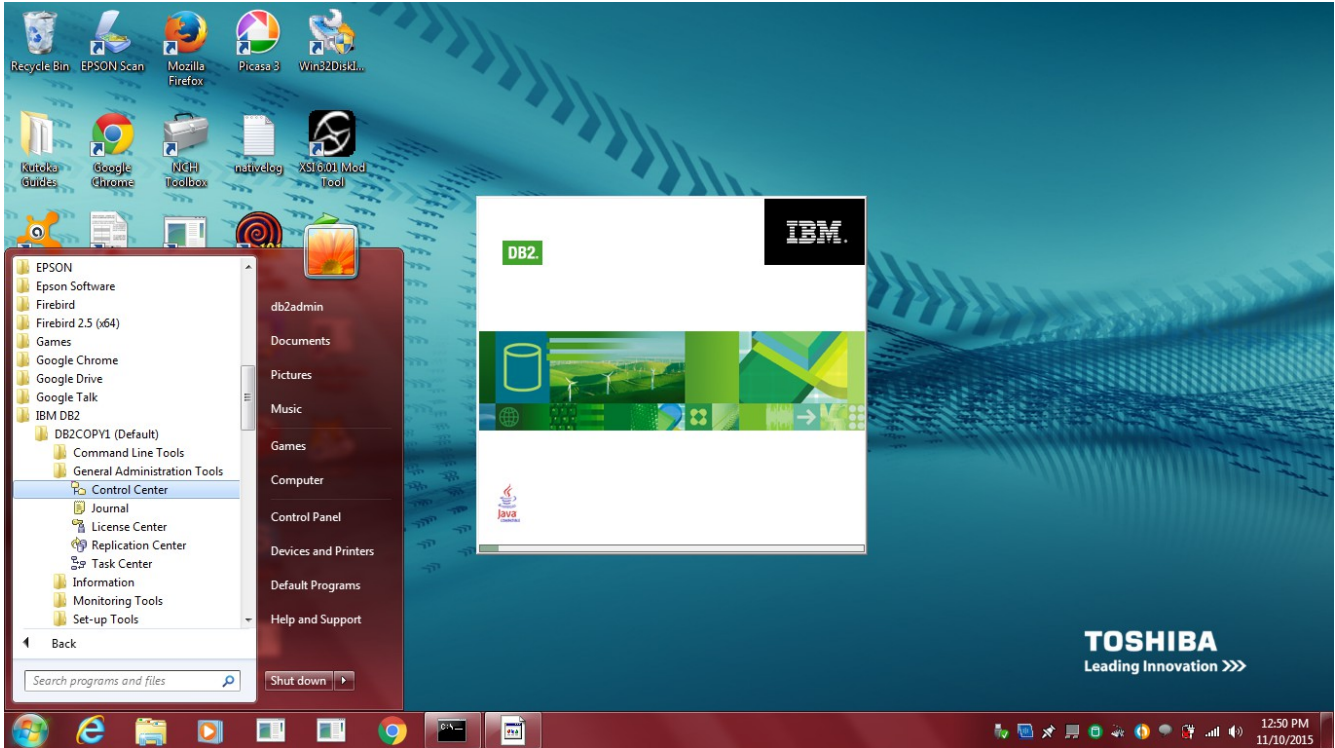 Recycle Bin
EPSON Scan
Mozilla
Firefox
Picasa 3
Win32Diskl...
Kutoka
Guides
Google
Chrome
NGHI
Toolbox
nativelog
XSI 6.01 Mod
Tool
EPSON
Epson Software
Firebird
Firebird 2.5 (x64)
Games
Google Chrome
Google Drive
Google Talk
IBM DB2
DB2COPY1 (Default)
Command Line Tools
General Administration Tools
Control Center
Journal
License Center
Replication Center
Task Center
Information
Monitoring Tools
Set-up Tools
Back
Search programs and files
db2admin
Documents
Pictures
Music
Games
Computer
Control Panel
Devices and Printers
Default Programs
Help and Support
Shut down
DB2.
IBM.
Java
TOSHIBA
Leading Innovation >>>
12:50 PM
11/10/2015